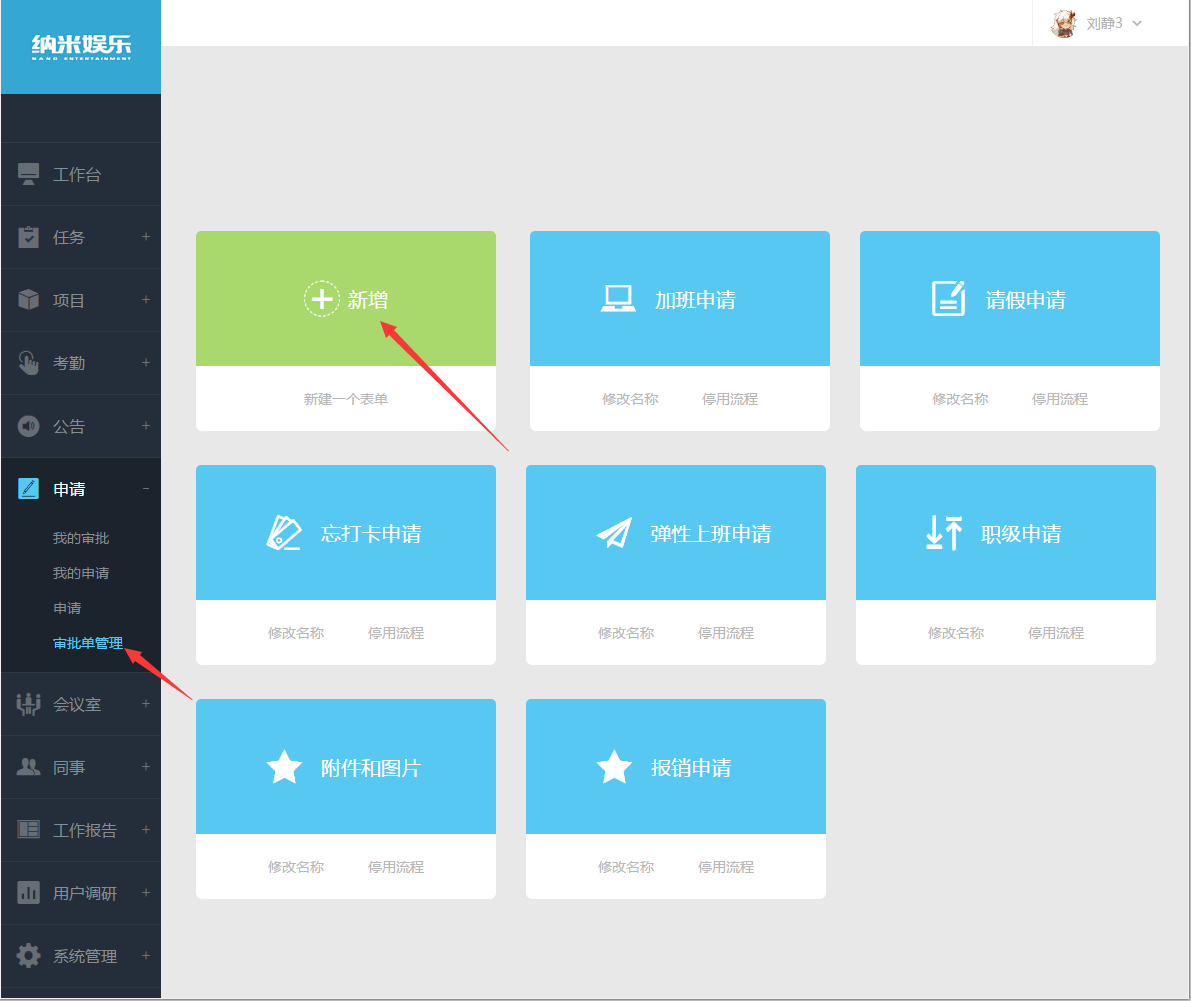 纳米娱乐
NANO ENTERTAINMENT
刘静3
工作台
任务 +
项目 +
考勤 +
公告 +
申请 −
我的审批
我的申请
申请
审批单管理
会议室 +
同事 +
工作报告 +
用户调研 +
系统管理 +
新增
新建一个表单
加班申请
修改名称 停用流程
请假申请
修改名称 停用流程
忘打卡申请
修改名称 停用流程
弹性上班申请
修改名称 停用流程
职级申请
修改名称 停用流程
附件和图片
修改名称 停用流程
报销申请
修改名称 停用流程